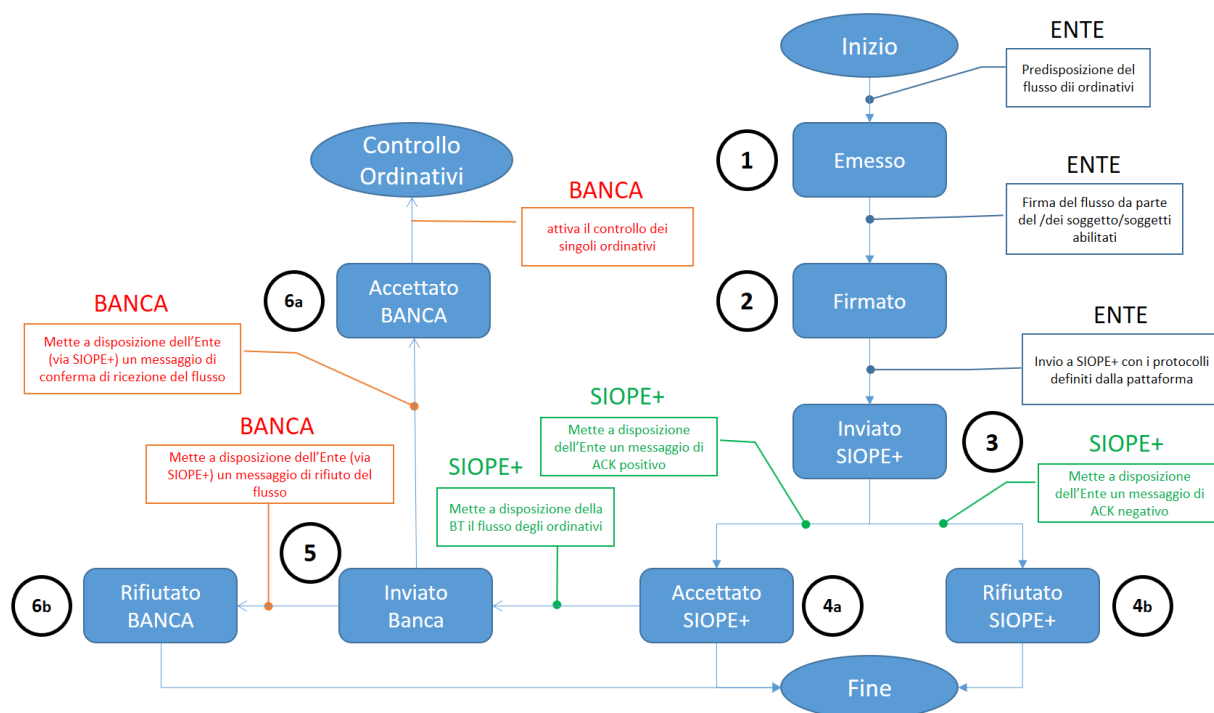 Inizio
ENTE
Predisposizione del
flusso dii ordinativi
1
Emesso
ENTE
Firma del flusso da parte
del /dei soggetto/soggetti
abilitati
Controllo
Ordinativi
BANCA
attiva il controllo dei
singoli ordinativi
2
Firmato
6a
Accettato
BANCA
BANCA
Mette a disposizione dell'Ente
(via SIOPE+) un messaggio di
conferma di ricezione del flusso
ENTE
Invio a SIOPE+ con i protocolli
definiti dalla pattaforma
Inviato
SIOPE+
3
SIOPE+
Mette a disposizione
dell'Ente un messaggio di
ACK positivo
SIOPE+
Mette a disposizione
dell'Ente un messaggio di
ACK negativo
BANCA
Mette a disposizione dell'Ente (via
SIOPE+) un messaggio di rifiuto del
flusso
SIOPE+
Mette a disposizione della
BT il flusso degli ordinativi
5
6b
Rifiutato
BANCA
Inviato
Banca
Accettato
SIOPE+
4a
Rifiutato
SIOPE+
4b
Fine